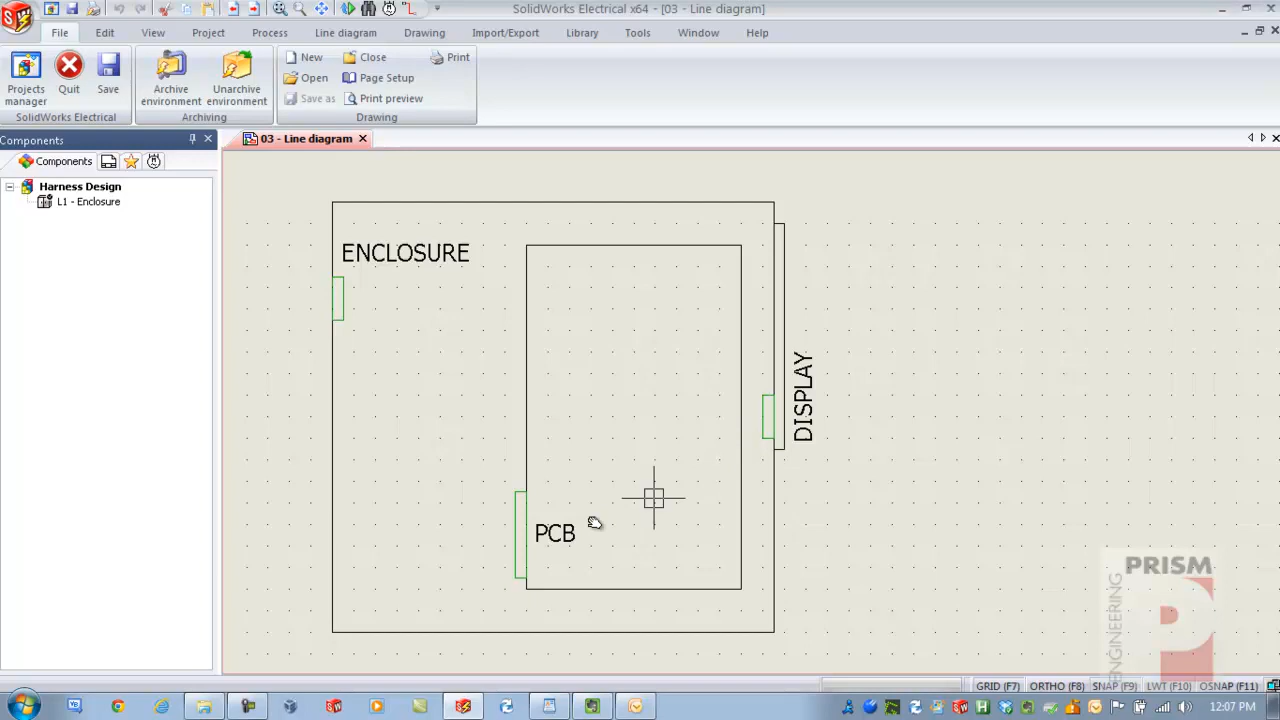 SolidWorks Electrical x64 - [03 - Line diagram]
File Edit View Project Process Line diagram Drawing Import/Export Library Tools Window Help
Projects manager
Quit
Save
Archive environment
Unarchive environment
New
Close
Print
Open
Page Setup
Save as
Print preview
SolidWorks Electrical
Archiving
Drawing
Components
03 - Line diagram
Components
Harness Design
L1 - Enclosure
ENCLOSURE
DISPLAY
PCB
PRISM
ENGINEERING
GRID (F7) ORTHO (F8) SNAP (F9) LWT (F10) OSNAP (F11)
12:07 PM